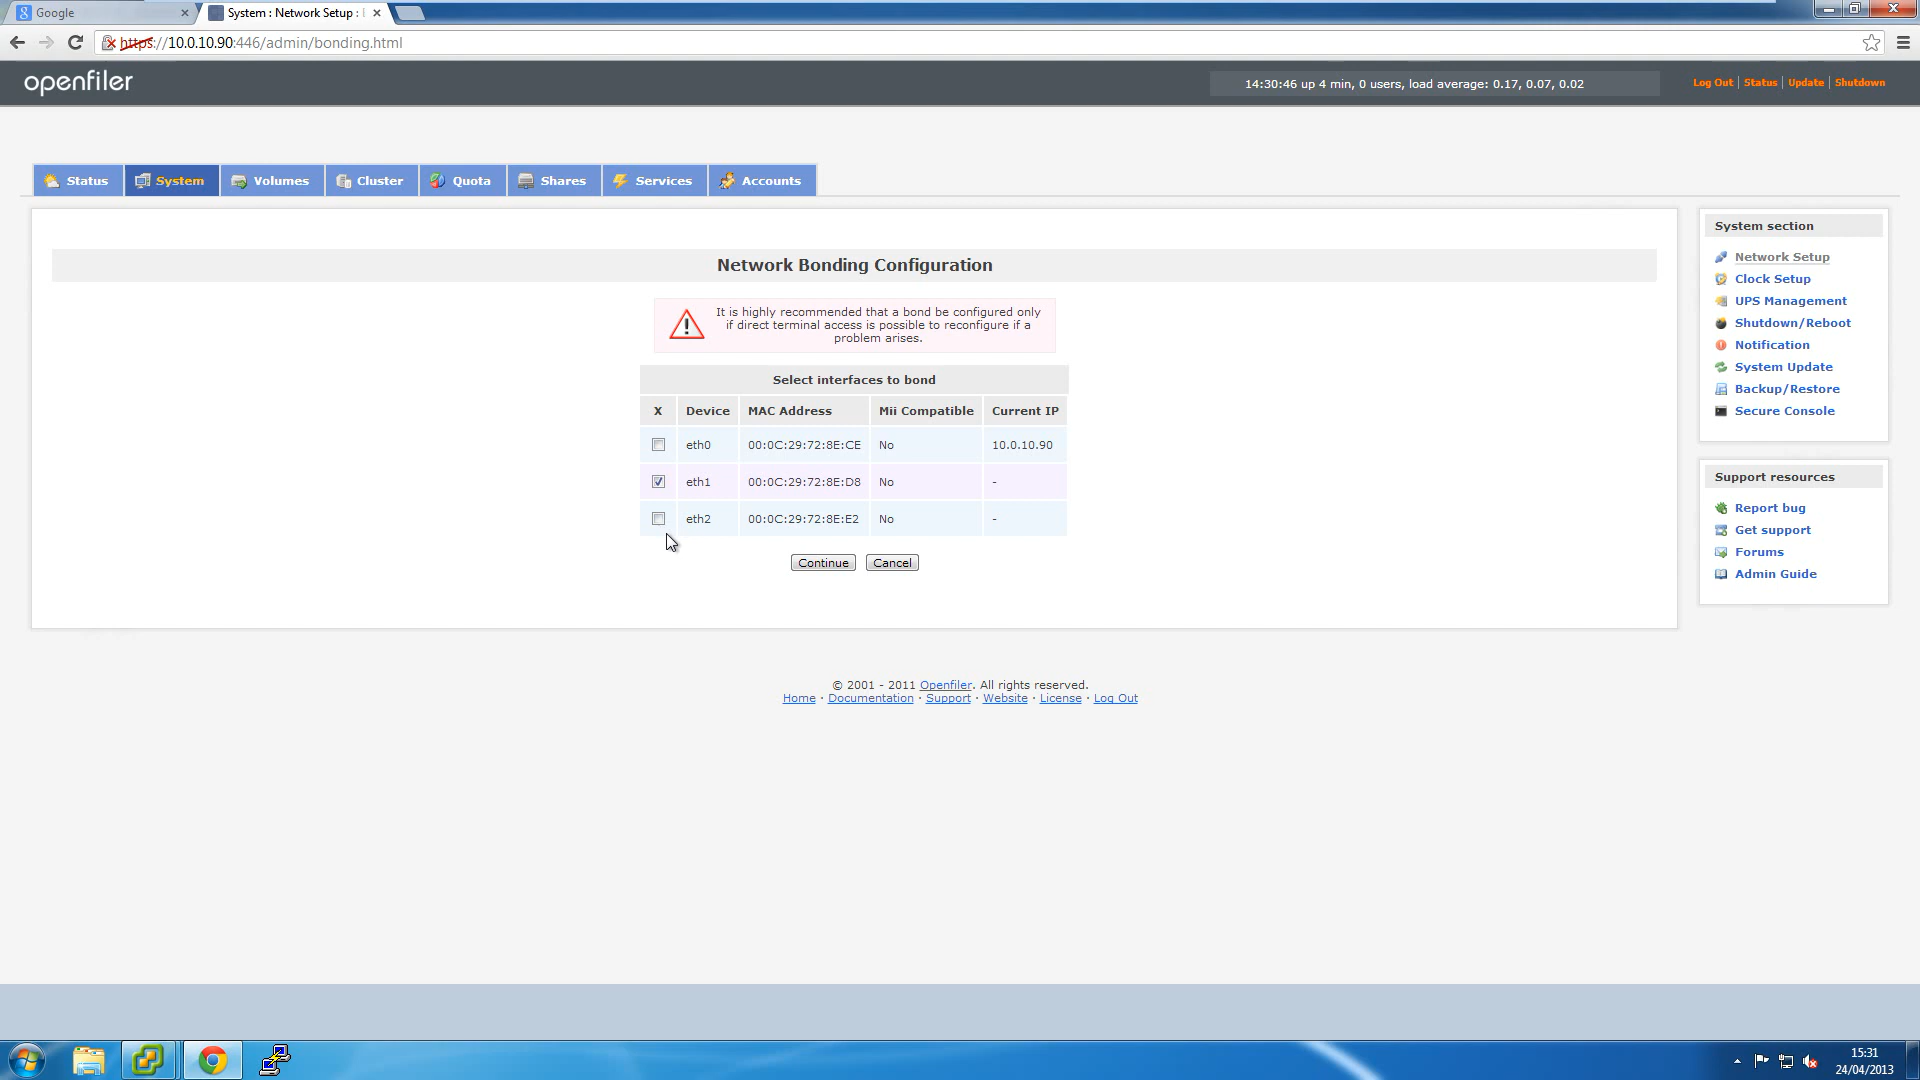 Google
System : Network Setup :
https://10.0.10.90:446/admin/bonding.html
openfiler
14:30:46 up 4 min, 0 users, load average: 0.17, 0.07, 0.02
Log Out | Status | Update | Shutdown
Status
System
Volumes
Cluster
Quota
Shares
Services
Accounts
Network Bonding Configuration
It is highly recommended that a bond be configured only
if direct terminal access is possible to reconfigure if a
problem arises.
Select interfaces to bond
X Device MAC Address Mii Compatible Current IP
eth0 00:0C:29:72:8E:CE No 10.0.10.90
eth1 00:0C:29:72:8E:D8 No -
eth2 00:0C:29:72:8E:E2 No -
Continue Cancel
System section
Network Setup
Clock Setup
UPS Management
Shutdown/Reboot
Notification
System Update
Backup/Restore
Secure Console
Support resources
Report bug
Get support
Forums
Admin Guide
© 2001 - 2011 Openfiler. All rights reserved.
Home · Documentation · Support · Website · License · Log Out
15:31
24/04/2013